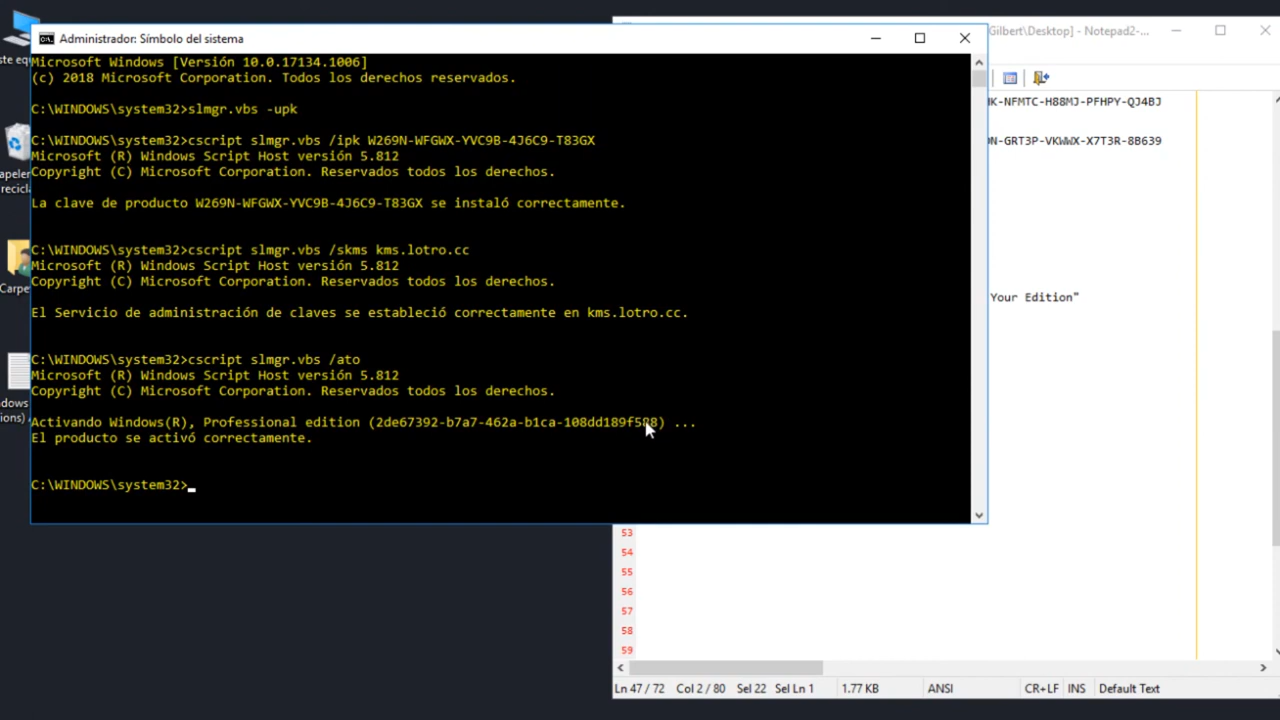 Administrador: Símbolo del sistema
Gilbert\Desktop] - Notepad2-...
Microsoft Windows [Versión 10.0.17134.1006]
(c) 2018 Microsoft Corporation. Todos los derechos reservados.
C:\WINDOWS\system32>slmgr.vbs -upk
C:\WINDOWS\system32>cscript slmgr.vbs /ipk W269N-WFGWX-YVC9B-4J6C9-T83GX
Microsoft (R) Windows Script Host versión 5.812
Copyright (C) Microsoft Corporation. Reservados todos los derechos.
La clave de producto W269N-WFGWX-YVC9B-4J6C9-T83GX se instaló correctamente.
C:\WINDOWS\system32>cscript slmgr.vbs /skms kms.lotro.cc
Microsoft (R) Windows Script Host versión 5.812
Copyright (C) Microsoft Corporation. Reservados todos los derechos.
El Servicio de administración de claves se estableció correctamente en kms.lotro.cc.
C:\WINDOWS\system32>cscript slmgr.vbs /ato
Microsoft (R) Windows Script Host versión 5.812
Copyright (C) Microsoft Corporation. Reservados todos los derechos.
Activando Windows(R), Professional edition (2de67392-b7a7-462a-b1ca-108dd189f588) ...
El producto se activó correctamente.
C:\WINDOWS\system32>
K-NFMTC-H88MJ-PFHPY-QJ4BJ
N-GRT3P-VKWWX-X7T3R-8B639
Your Edition"
53
54
55
56
57
58
59
Ln 47 / 72 Col 2 / 80 Sel 22 Sel Ln 1 1.77 KB ANSI CR+LF INS Default Text
ste equ
apeler
recicl
Carpe
dows
ions)